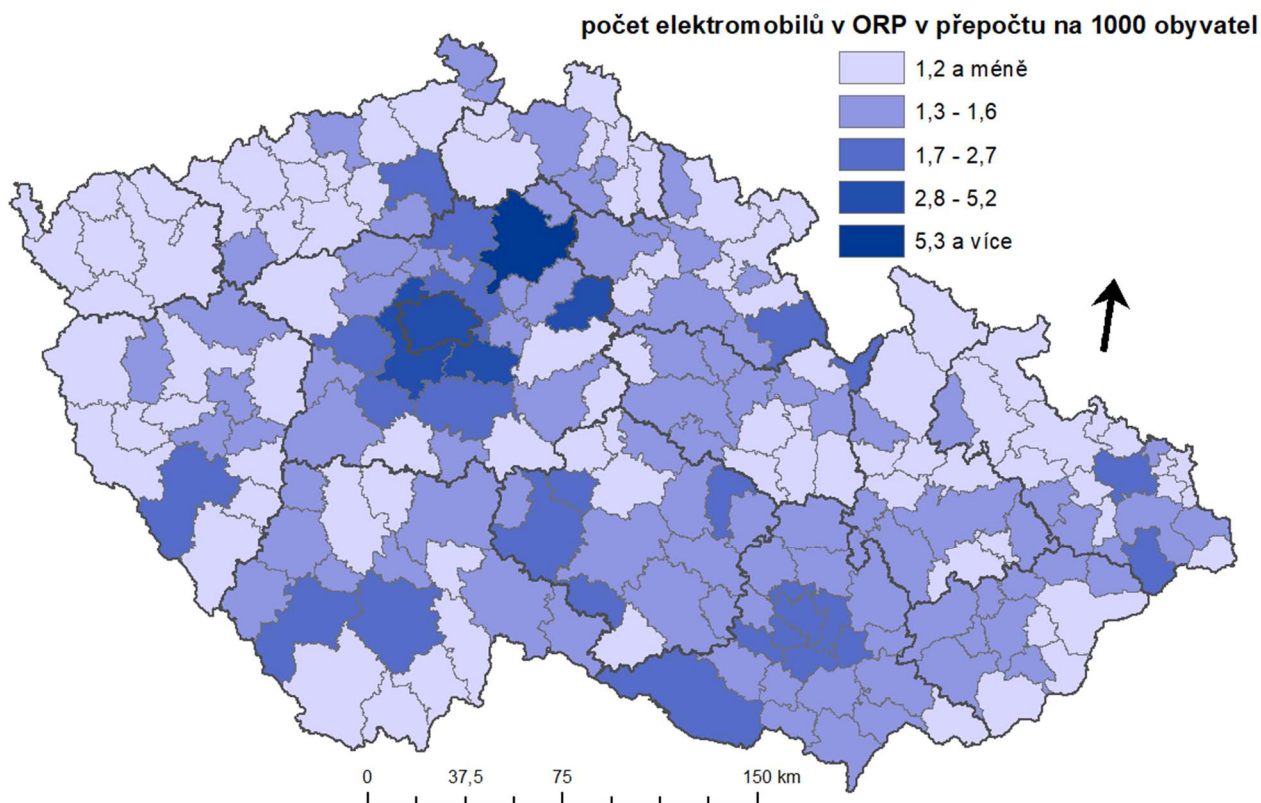 počet elektromobilů v ORP v přepočtu na 1000 obyvatel
1,2 a méně
1,3 - 1,6
1,7 - 2,7
2,8 - 5,2
5,3 a více
0 37,5 75 150 km